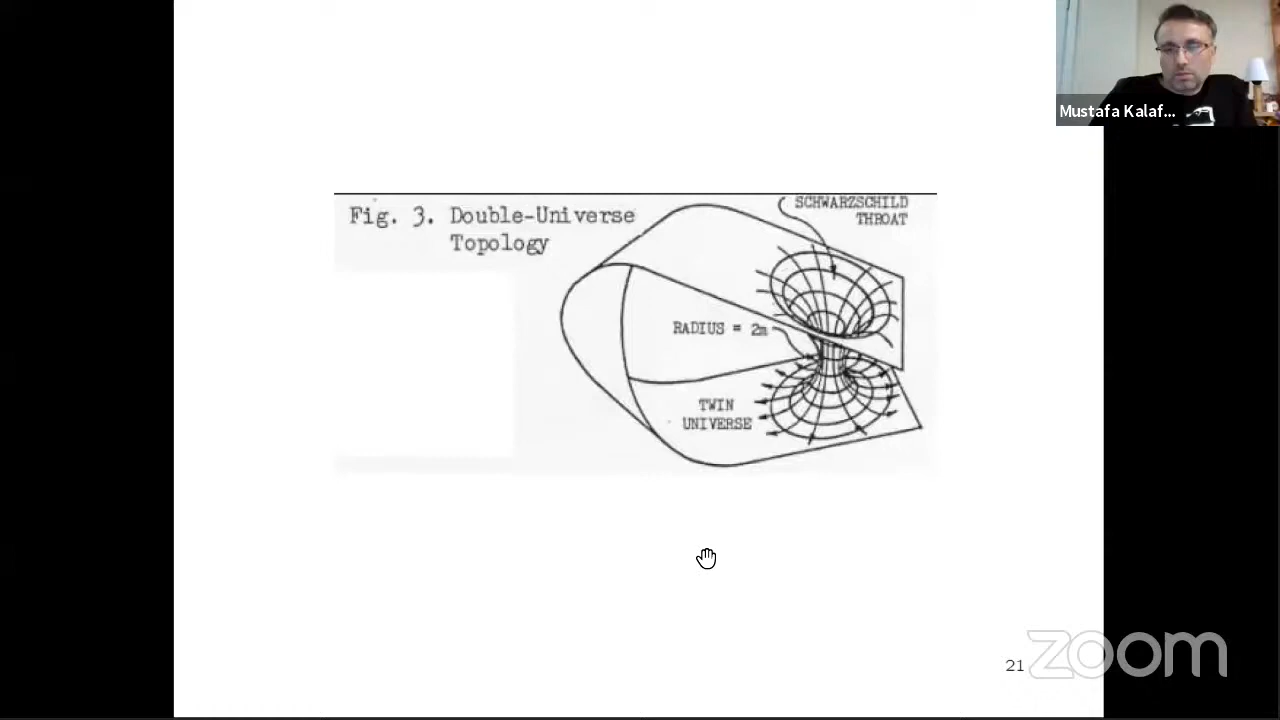 Mustafa Kalaf...
SCHWARZSCHILD
THROAT
Fig. 3. Double-Universe
Topology
RADIUS = 2m
TWIN
UNIVERSE
21
zoom